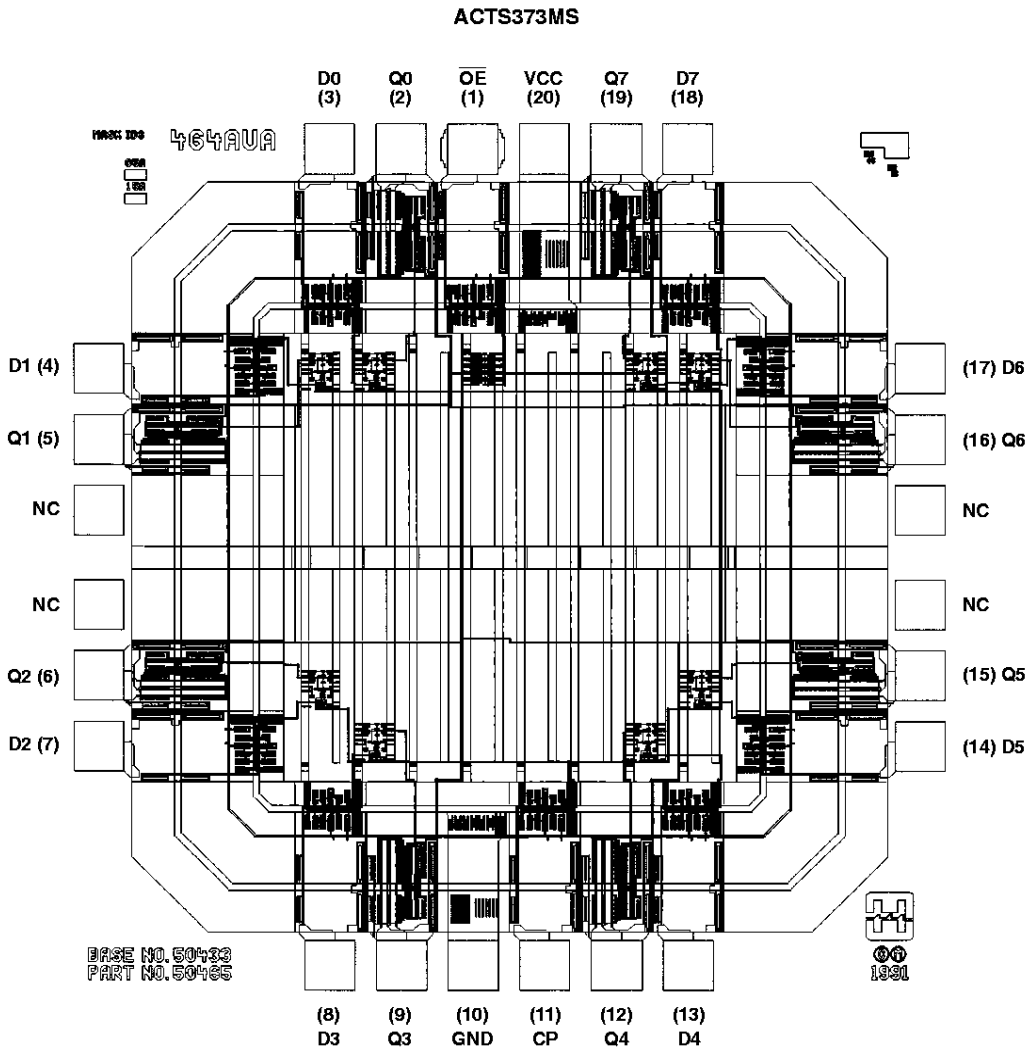 ACTS373MS
D0 Q0 OE VCC Q7 D7
(3) (2) (1) (20) (19) (18)
MASK IDS 464AUA
D1 (4) (17) D6
Q1 (5) (16) Q6
NC NC
NC NC
Q2 (6) (15) Q5
D2 (7) (14) D5
BASE NO. 50433
PART NO. 50465
1991
(8) (9) (10) (11) (12) (13)
D3 Q3 GND CP Q4 D4